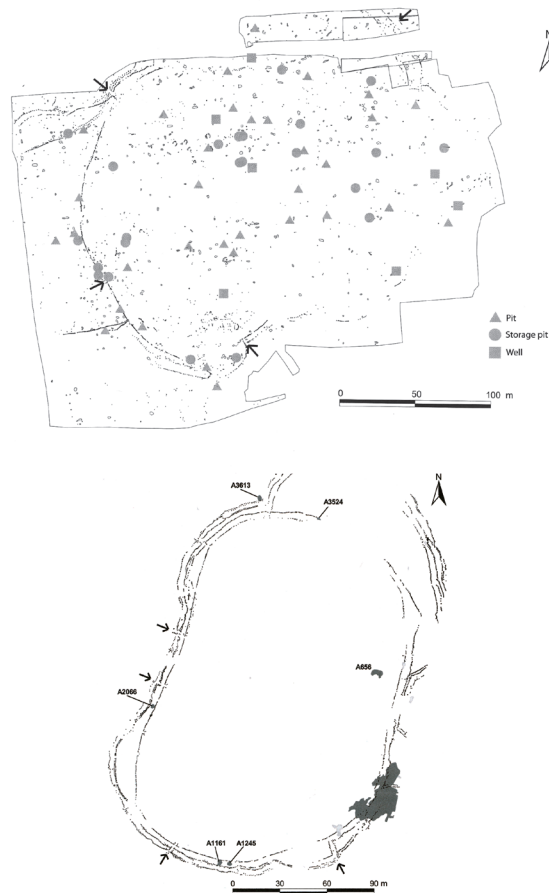 N
Pit
Storage pit
Well
0 50 100 m
A3613
A3524
N
A656
A2066
A1161 A1245
0 30 60 90 m